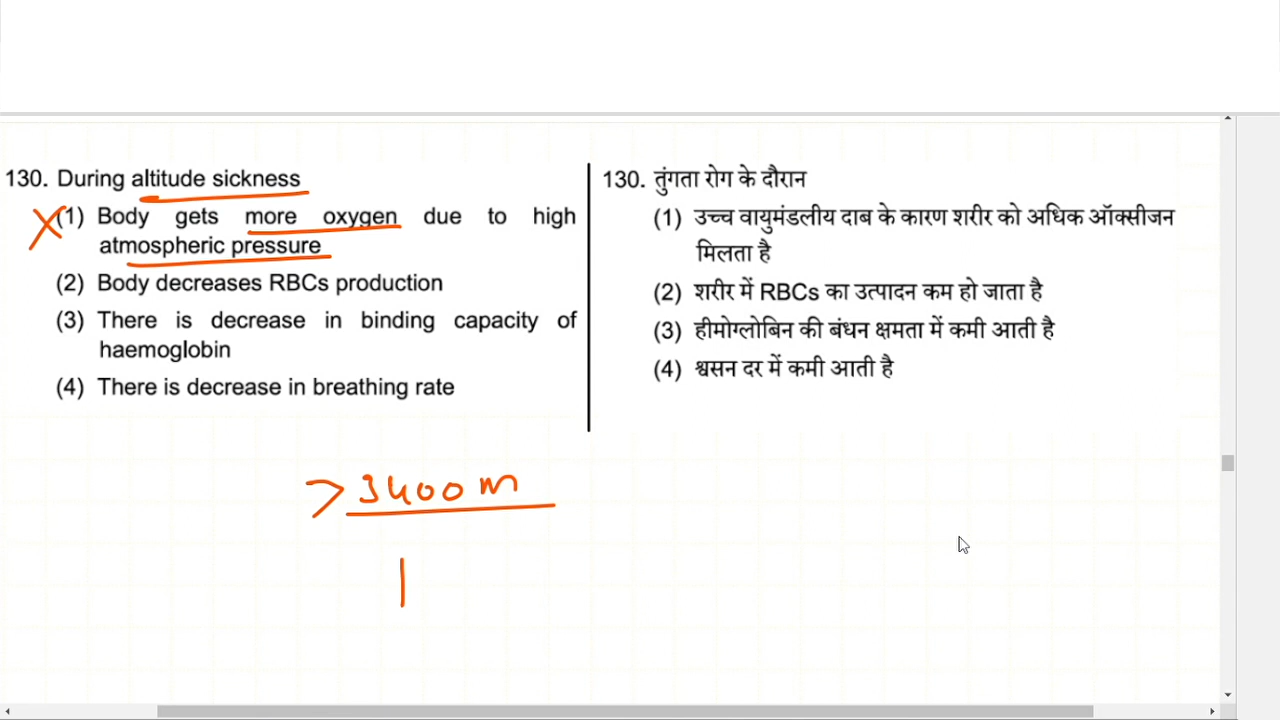 130. During altitude sickness
(1) Body gets more oxygen due to high
atmospheric pressure
(2) Body decreases RBCs production
(3) There is decrease in binding capacity of
haemoglobin
(4) There is decrease in breathing rate
130. तुंगता रोग के दौरान
(1) उच्च वायुमंडलीय दाब के कारण शरीर को अधिक ऑक्सीजन
मिलता है
(2) शरीर में RBCs का उत्पादन कम हो जाता है
(3) हीमोग्लोबिन की बंधन क्षमता में कमी आती है
(4) श्वसन दर में कमी आती है
> 3400 m